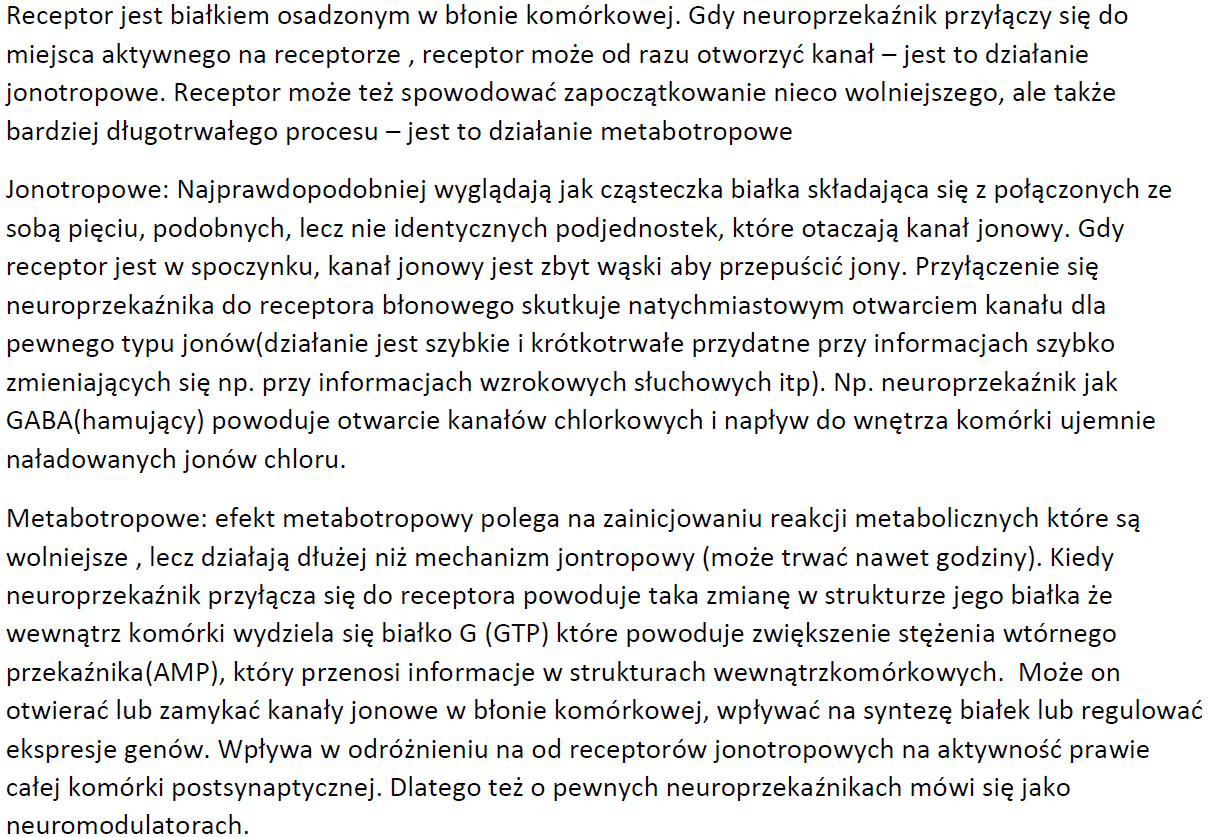 Receptor jest białkiem osadzonym w błonie komórkowej. Gdy neuroprzekaźnik przyłączy się do
miejsca aktywnego na receptorze , receptor może od razu otworzyć kanał – jest to działanie
jonotropowe. Receptor może też spowodować zapoczątkowanie nieco wolniejszego, ale także
bardziej długotrwałego procesu – jest to działanie metabotropowe
Jonotropowe: Najprawdopodobniej wyglądają jak cząsteczka białka składająca się z połączonych ze
sobą pięciu, podobnych, lecz nie identycznych podjednostek, które otaczają kanał jonowy. Gdy
receptor jest w spoczynku, kanał jonowy jest zbyt wąski aby przepuścić jony. Przyłączenie się
neuroprzekaźnika do receptora błonowego skutkuje natychmiastowym otwarciem kanału dla
pewnego typu jonów(działanie jest szybkie i krótkotrwałe przydatne przy informacjach szybko
zmieniających się np. przy informacjach wzrokowych słuchowych itp). Np. neuroprzekaźnik jak
GABA(hamujący) powoduje otwarcie kanałów chlorkowych i napływ do wnętrza komórki ujemnie
naładowanych jonów chloru.
Metabotropowe: efekt metabotropowy polega na zainicjowaniu reakcji metabolicznych które są
wolniejsze , lecz działają dłużej niż mechanizm jontropowy (może trwać nawet godziny). Kiedy
neuroprzekaźnik przyłącza się do receptora powoduje taka zmianę w strukturze jego białka że
wewnątrz komórki wydziela się białko G (GTP) które powoduje zwiększenie stężenia wtórnego
przekaźnika(AMP), który przenosi informacje w strukturach wewnątrzkomórkowych.  Może on
otwierać lub zamykać kanały jonowe w błonie komórkowej, wpływać na syntezę białek lub regulować
ekspresje genów. Wpływa w odróżnieniu na od receptorów jonotropowych na aktywność prawie
całej komórki postsynaptycznej. Dlatego też o pewnych neuroprzekaźnikach mówi się jako
neuromodulatorach.